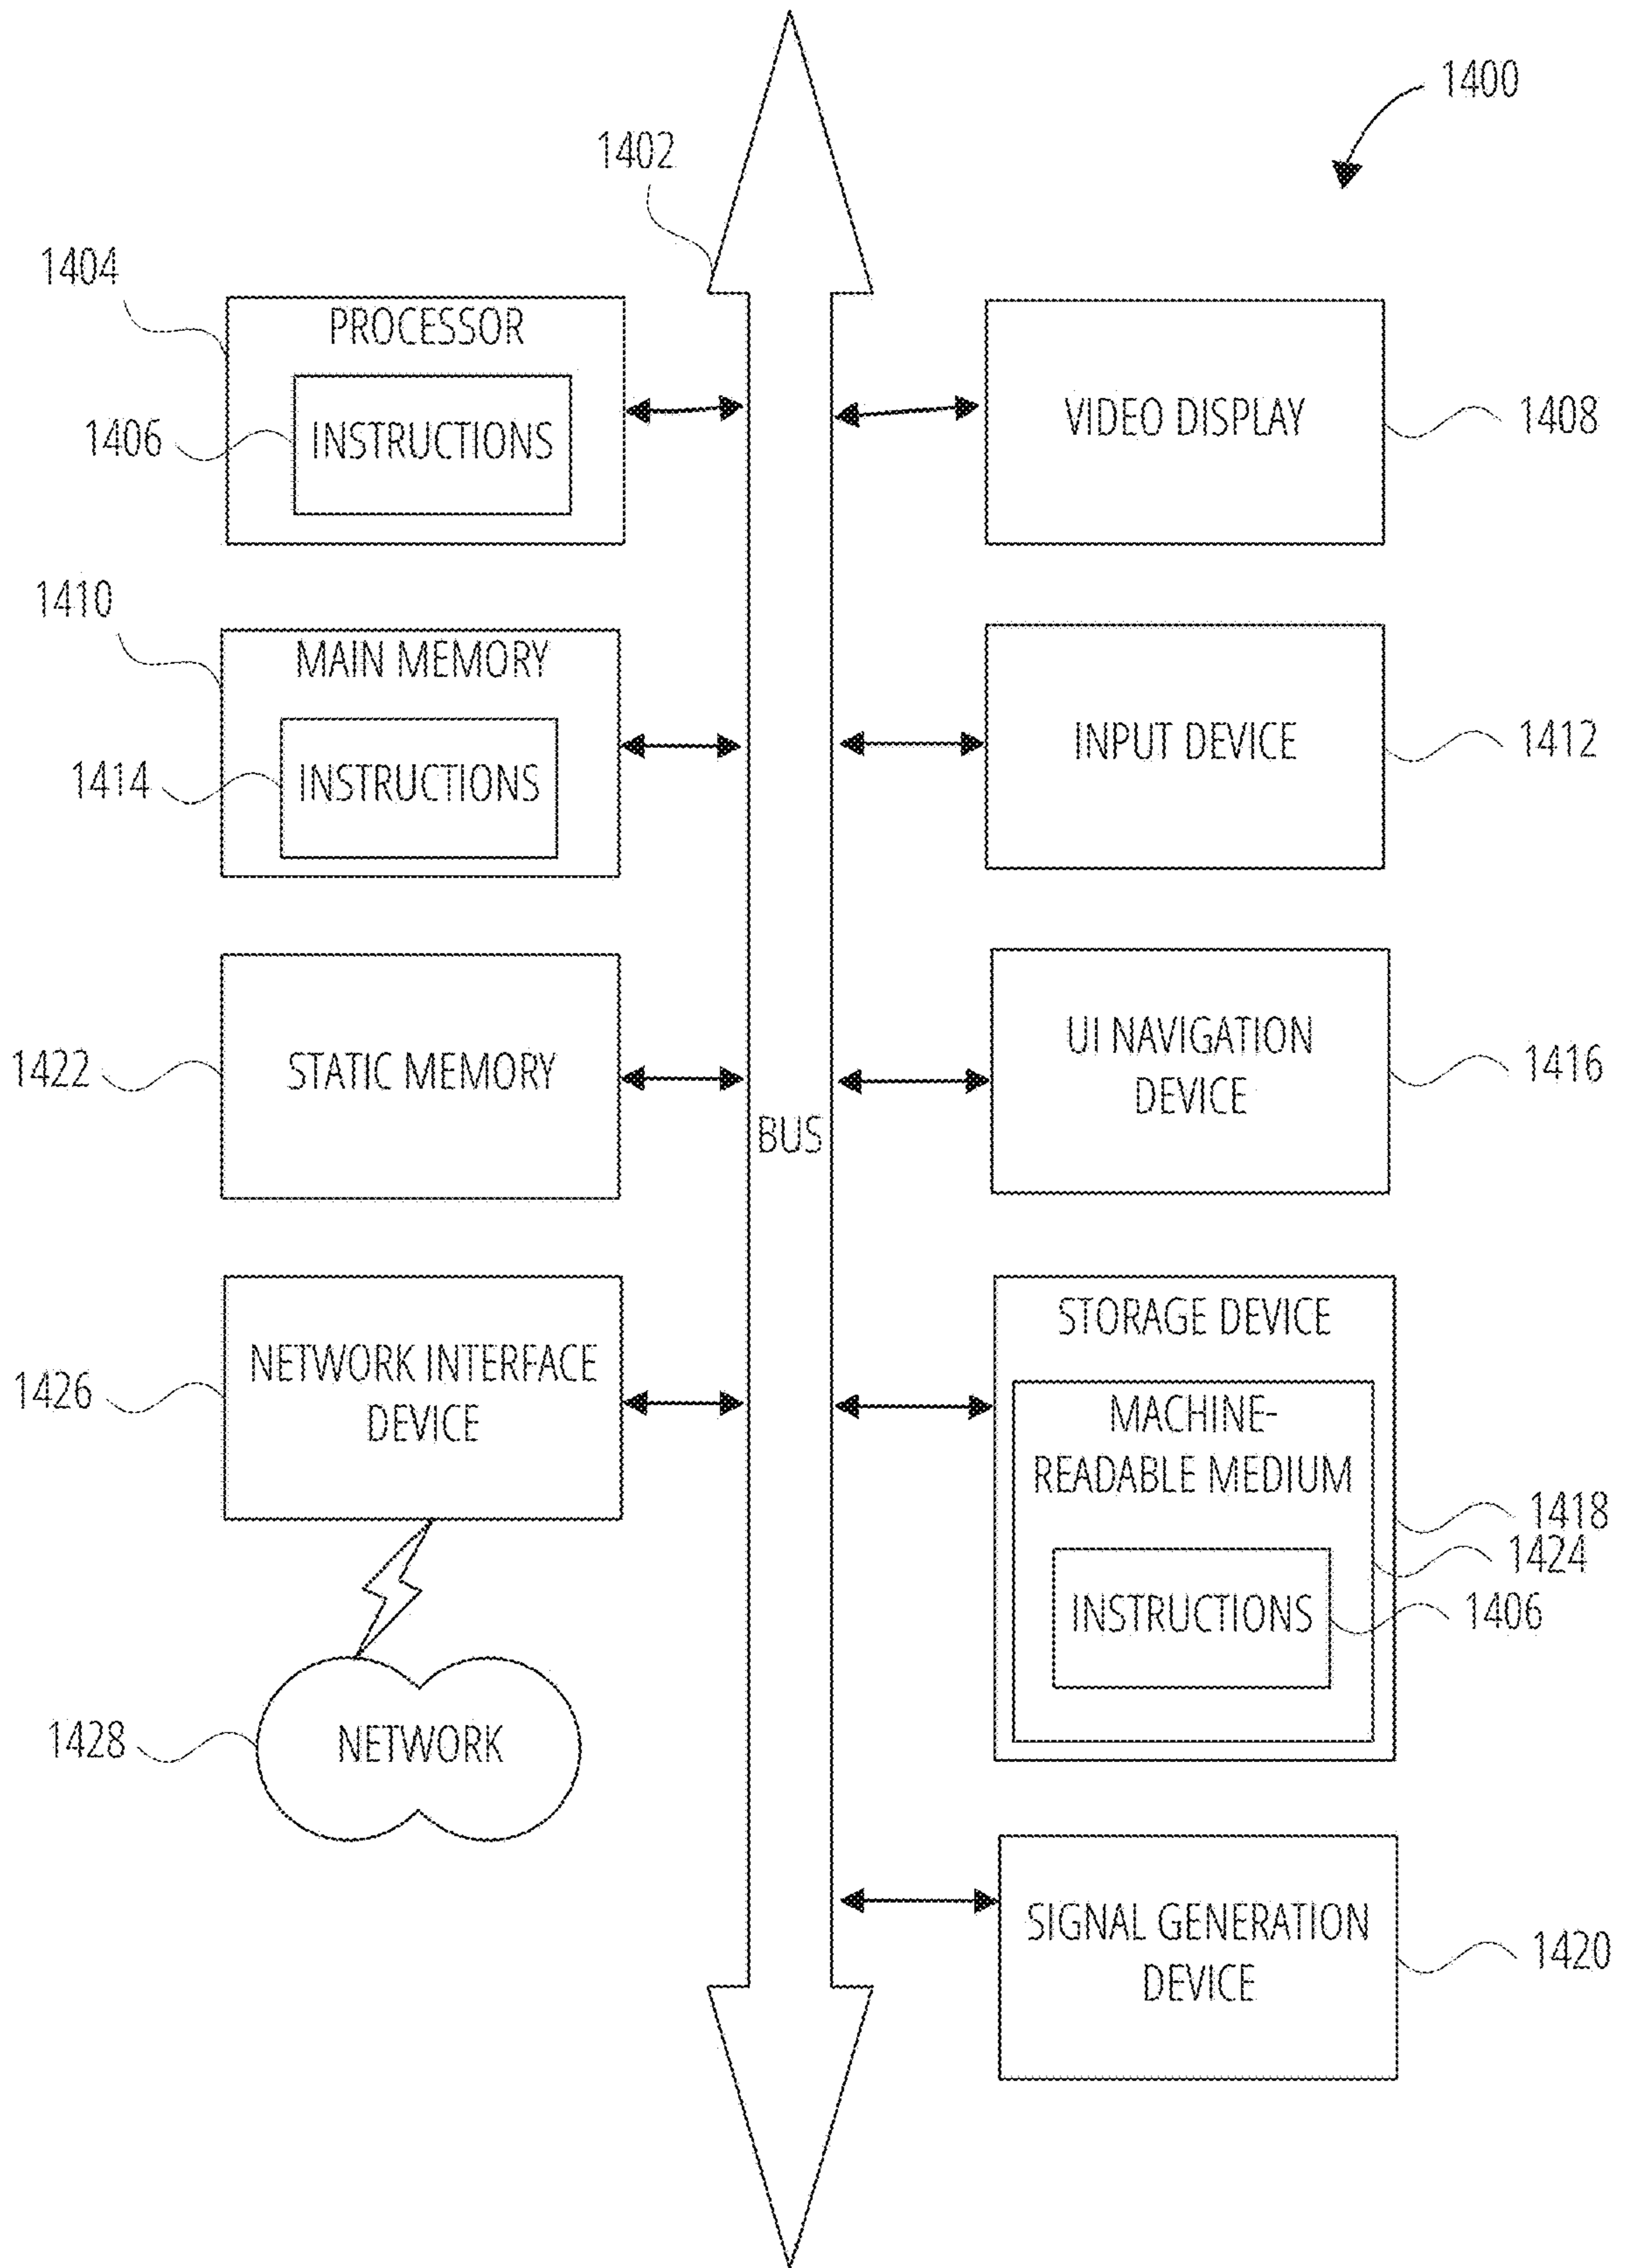 1400
1402
1404
PROCESSOR
1406
INSTRUCTIONS
VIDEO DISPLAY
1408
1410
MAIN MEMORY
1414
INSTRUCTIONS
INPUT DEVICE
1412
1422
STATIC MEMORY
BUS
UI NAVIGATION
DEVICE
1416
1426
NETWORK INTERFACE
DEVICE
STORAGE DEVICE
MACHINE-
READABLE MEDIUM
1418
1424
INSTRUCTIONS
1406
1428
NETWORK
SIGNAL GENERATION
DEVICE
1420